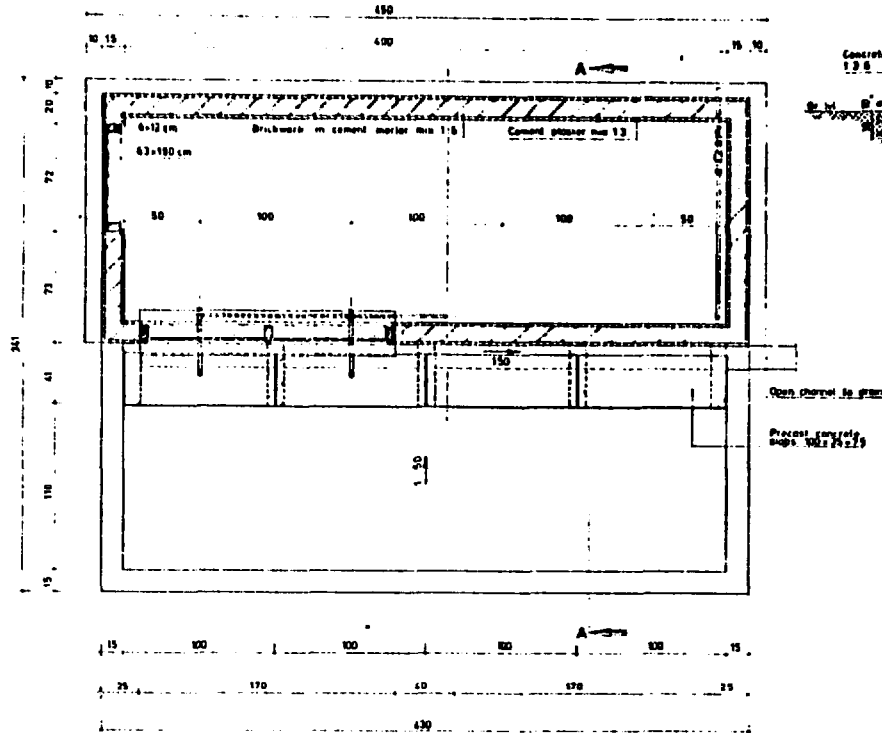 450
10 15 400 15 10
A
Concrete
1 3 6
10
20
72
73
341
41
110
15
6×12 cm
Brickwork in cement mortar mix 1:6
Cement plaster mix 1:3
63×190 cm
50 100 100 100 50
150
Open channel to
Precast concrete
slabs
1 50
A
15 100 100 100 100 15
25 170 40 170 25
430